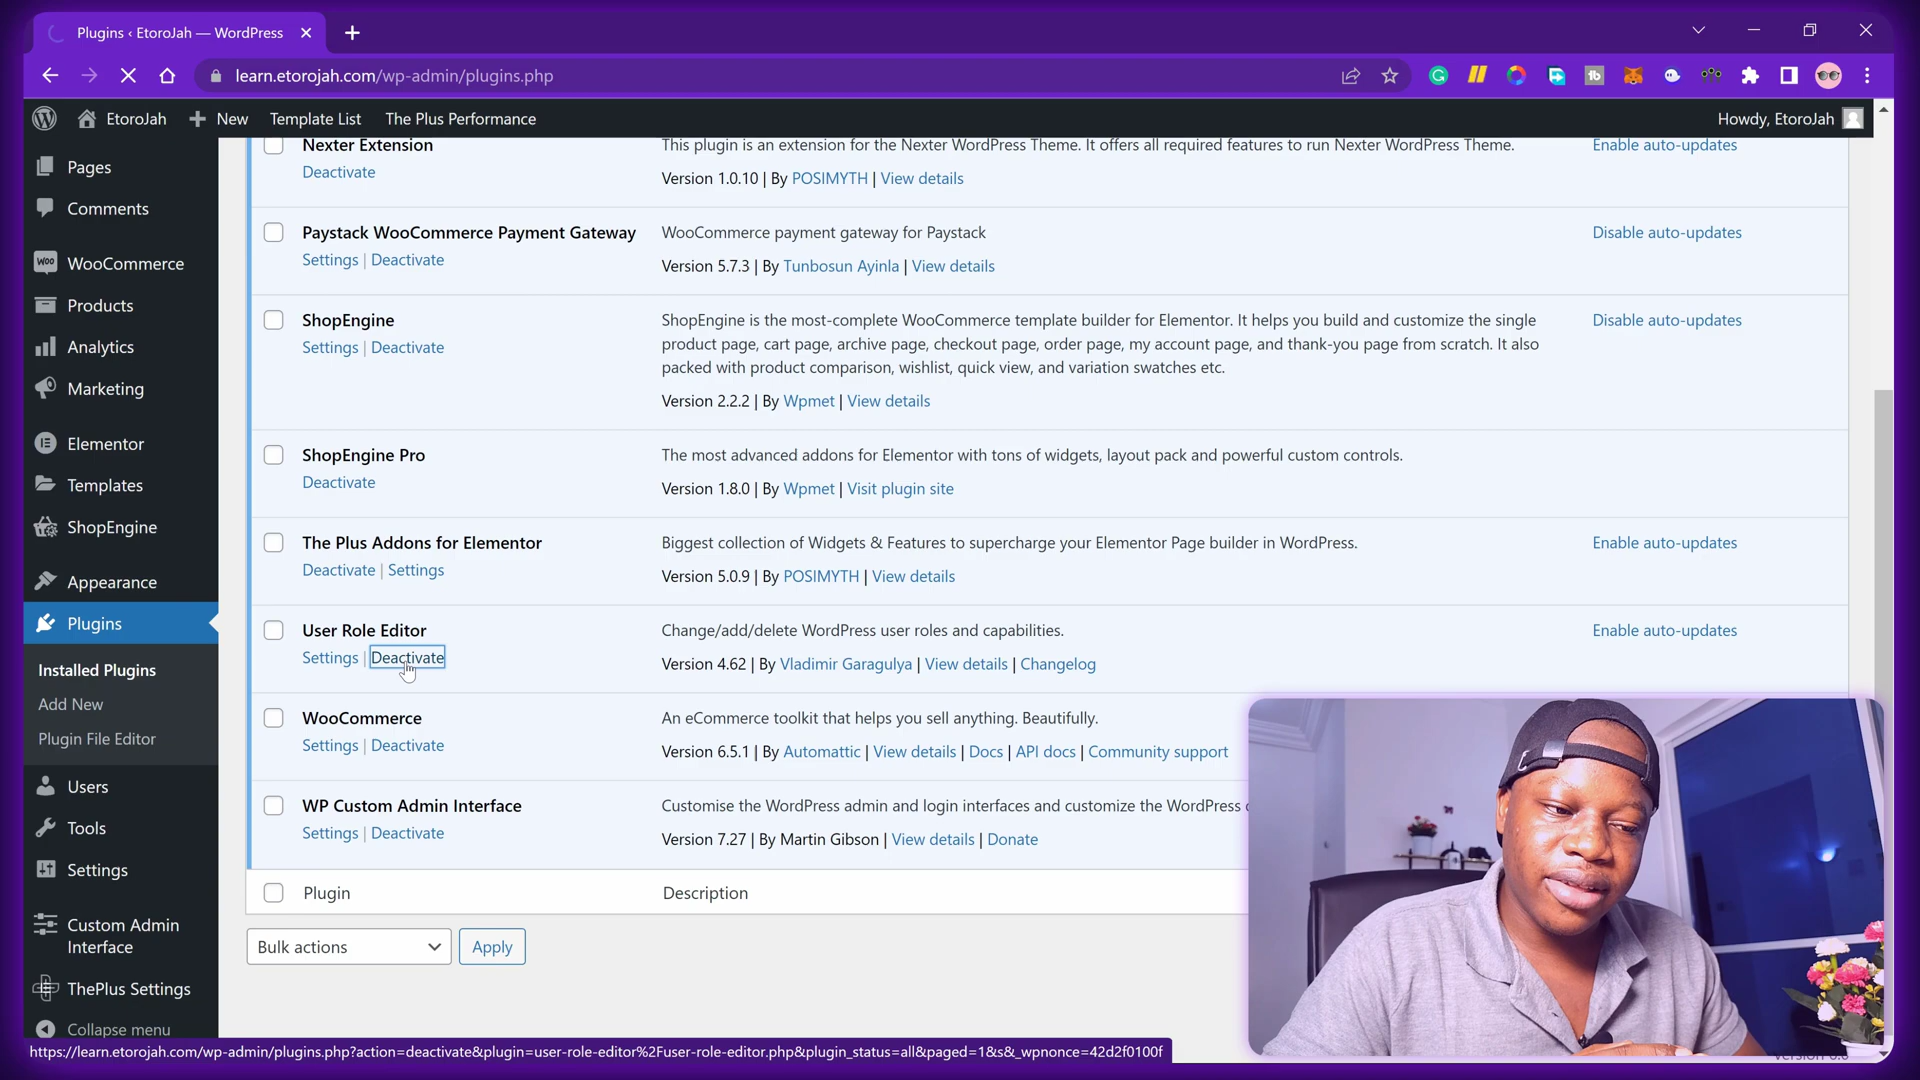 Plugins ‹ EtoroJah — WordPress
learn.etorojah.com/wp-admin/plugins.php
EtoroJah
New
Template List
The Plus Performance
Howdy, EtoroJah
Pages
Comments
WooCommerce
Products
Analytics
Marketing
Elementor
Templates
ShopEngine
Appearance
Plugins
Installed Plugins
Add New
Plugin File Editor
Users
Tools
Settings
Custom Admin
Interface
ThePlus Settings
Collapse menu
Nexter Extension
Deactivate
This plugin is an extension for the Nexter WordPress Theme. It offers all required features to run Nexter WordPress Theme.
Version 1.0.10 | By POSIMYTH | View details
Enable auto-updates
Paystack WooCommerce Payment Gateway
Settings | Deactivate
WooCommerce payment gateway for Paystack
Version 5.7.3 | By Tunbosun Ayinla | View details
Disable auto-updates
ShopEngine
Settings | Deactivate
ShopEngine is the most-complete WooCommerce template builder for Elementor. It helps you build and customize the single
product page, cart page, archive page, checkout page, order page, my account page, and thank-you page from scratch. It also
packed with product comparison, wishlist, quick view, and variation swatches etc.
Version 2.2.2 | By Wpmet | View details
Disable auto-updates
ShopEngine Pro
Deactivate
The most advanced addons for Elementor with tons of widgets, layout pack and powerful custom controls.
Version 1.8.0 | By Wpmet | Visit plugin site
The Plus Addons for Elementor
Deactivate | Settings
Biggest collection of Widgets & Features to supercharge your Elementor Page builder in WordPress.
Version 5.0.9 | By POSIMYTH | View details
Enable auto-updates
User Role Editor
Settings | Deactivate
Change/add/delete WordPress user roles and capabilities.
Version 4.62 | By Vladimir Garagulya | View details | Changelog
Enable auto-updates
WooCommerce
Settings | Deactivate
An eCommerce toolkit that helps you sell anything. Beautifully.
Version 6.5.1 | By Automattic | View details | Docs | API docs | Community support
WP Custom Admin Interface
Settings | Deactivate
Customise the WordPress admin and login interfaces and customize the WordPress
Version 7.27 | By Martin Gibson | View details | Donate
Plugin
Description
Bulk actions
Apply
https://learn.etorojah.com/wp-admin/plugins.php?action=deactivate&plugin=user-role-editor%2Fuser-role-editor.php&plugin_status=all&paged=1&s&_wpnonce=42d2f0100f